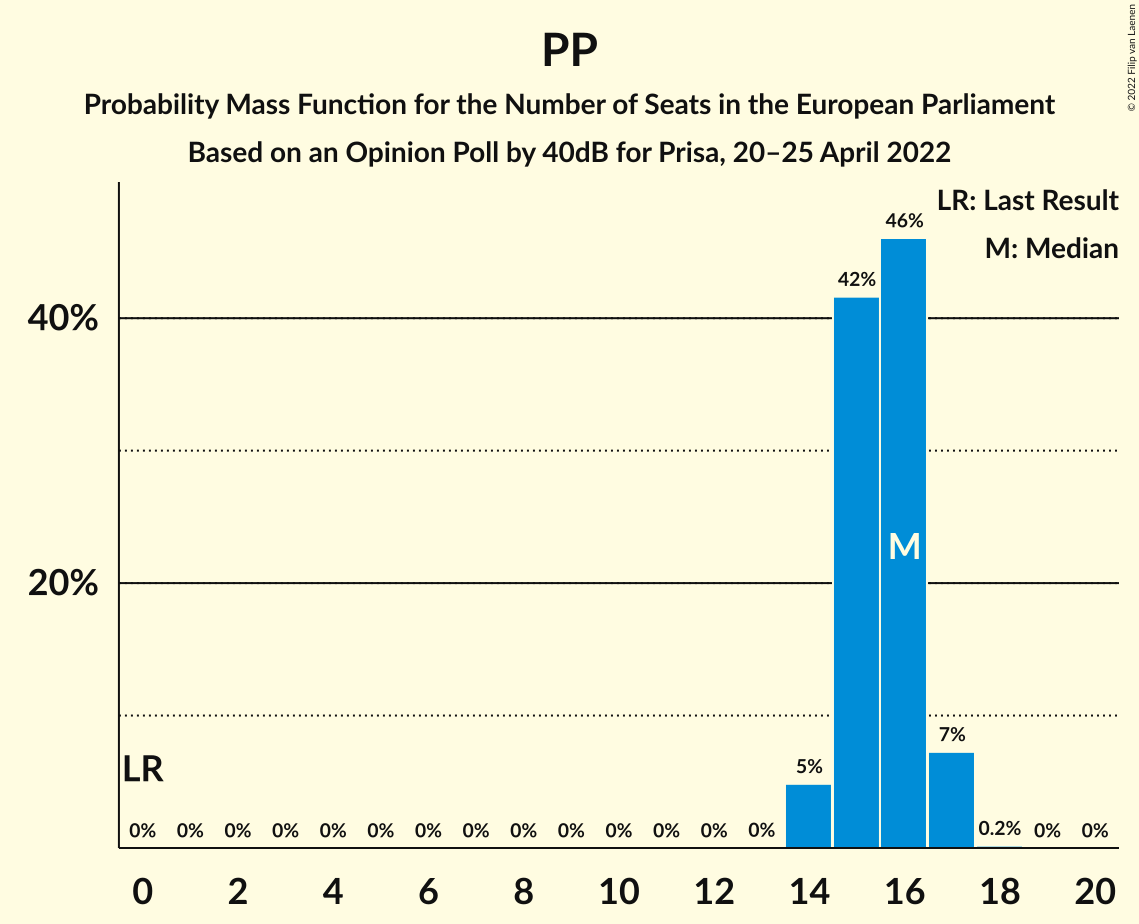 PP
Probability Mass Function for the Number of Seats in the European Parliament
Based on an Opinion Poll by 40dB for Prisa, 20–25 April 2022
© 2022 Filip van Laenen
LR: Last Result
M: Median
46%
42%
40%
M
20%
7%
5%
LR
0% 0% 0% 0% 0% 0% 0% 0% 0% 0% 0% 0% 0% 0% 0.2% 0% 0%
0 2 4 6 8 10 12 14 16 18 20